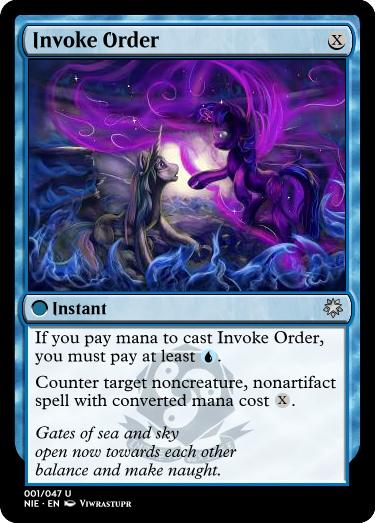 Invoke Order X
Instant
If you pay mana to cast Invoke Order,
you must pay at least .
Counter target noncreature, nonartifact
spell with converted mana cost X.
Gates of sea and sky
open now towards each other
balance and make naught.
001/047 U
NIE • EN Viwrastupr